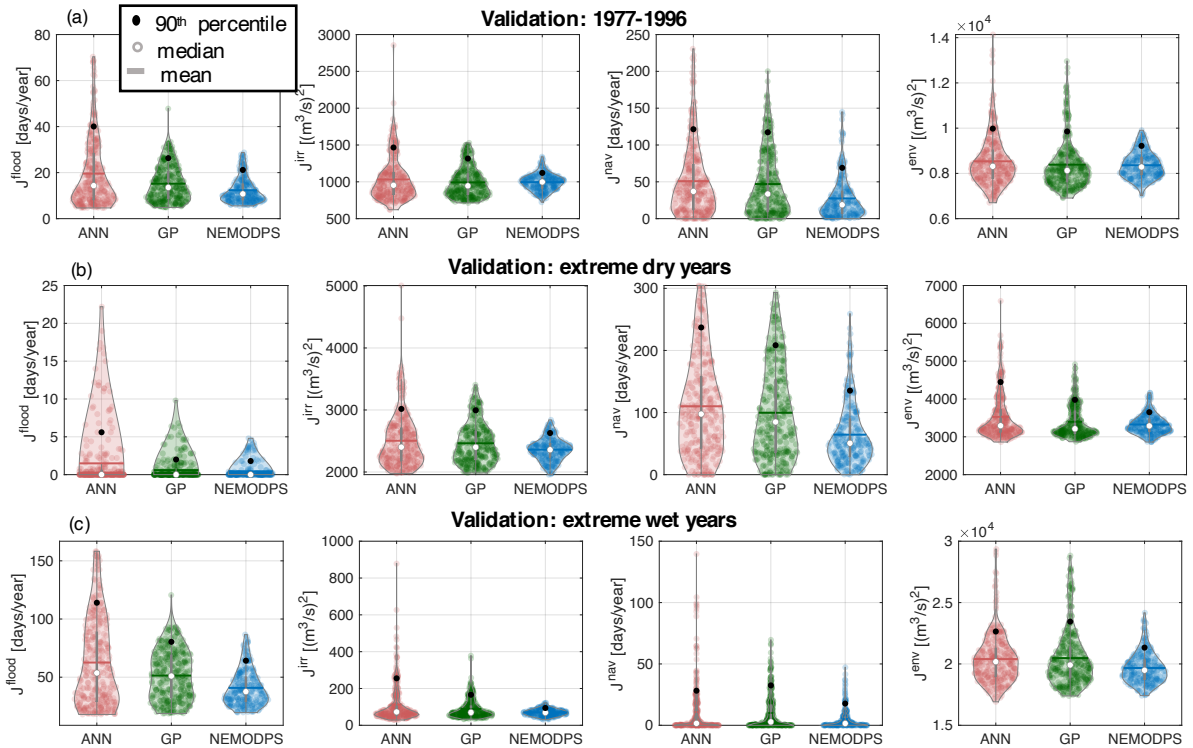 (a)
Validation: 1977-1996
90th percentile
median
mean
J^flood [days/year]
80
60
40
20
0
ANN GP NEMODPS
J^irr [(m^3/s)^2]
3000
2500
2000
1500
1000
500
ANN GP NEMODPS
J^nav [days/year]
250
200
150
100
50
0
ANN GP NEMODPS
J^env [(m^3/s)^2]
×10^4
1.4
1.2
1
0.8
0.6
ANN GP NEMODPS
(b)
Validation: extreme dry years
J^flood [days/year]
25
20
15
10
5
0
ANN GP NEMODPS
J^irr [(m^3/s)^2]
5000
4000
3000
2000
ANN GP NEMODPS
J^nav [days/year]
300
200
100
0
ANN GP NEMODPS
J^env [(m^3/s)^2]
7000
6000
5000
4000
3000
2000
ANN GP NEMODPS
(c)
Validation: extreme wet years
J^flood [days/year]
150
100
50
ANN GP NEMODPS
J^irr [(m^3/s)^2]
1000
800
600
400
200
0
ANN GP NEMODPS
J^nav [days/year]
150
100
50
0
ANN GP NEMODPS
J^env [(m^3/s)^2]
×10^4
3
2.5
2
1.5
ANN GP NEMODPS